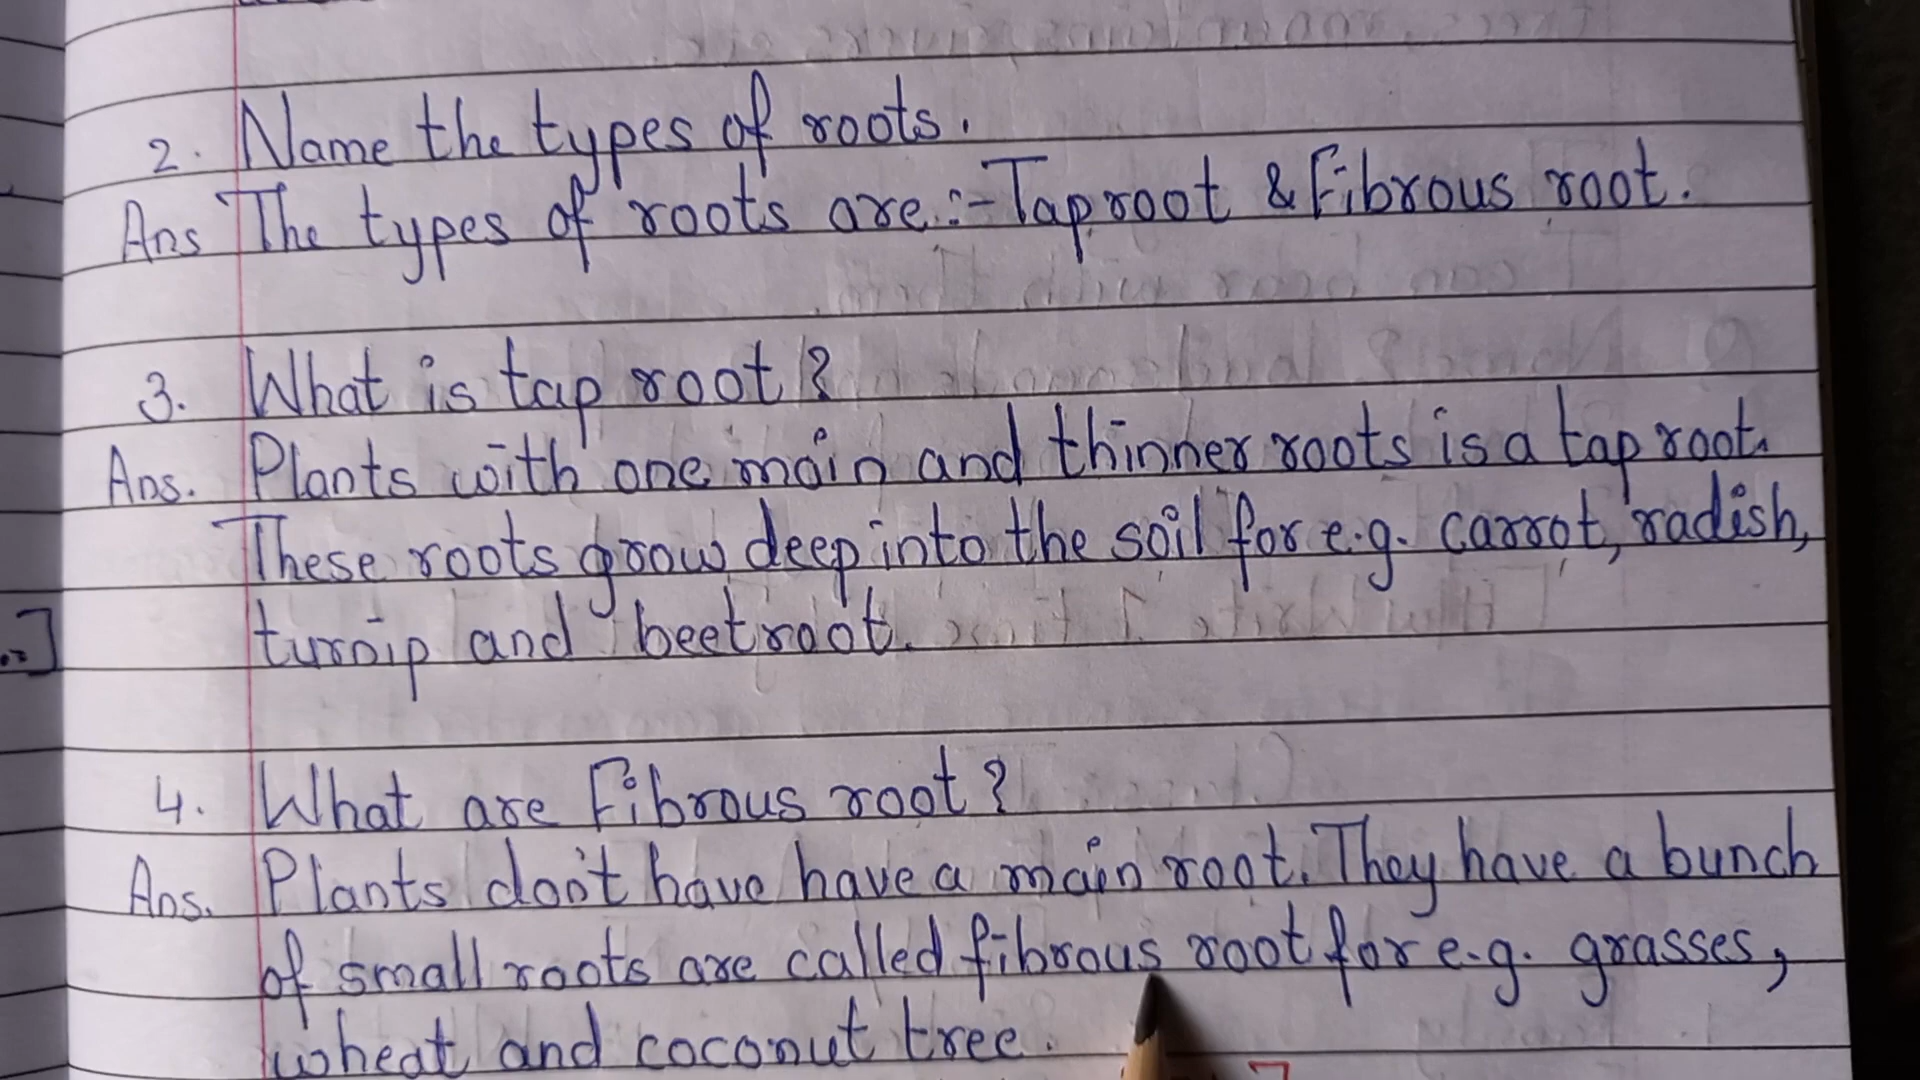 2. Name the types of roots.
Ans The types of roots are :- Tap root & Fibrous root.
3. What is tap root?
Ans. Plants with one main and thinner roots is a tap root.
These roots grow deep into the soil for e.g. carrot, radish,
turnip and beetroot.
4. What are Fibrous root?
Ans. Plants don't have have a main root. They have a bunch
of small roots are called fibrous root for e.g. grasses,
wheat and coconut tree.